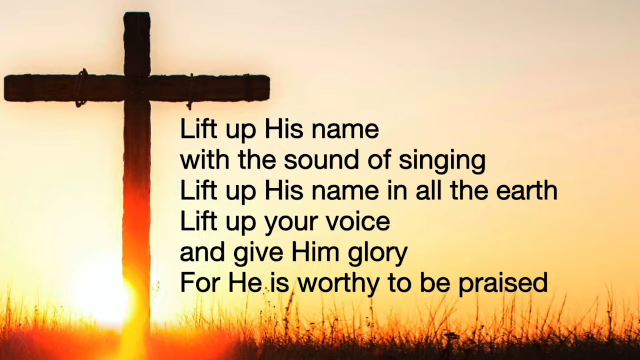 Lift up His name
with the sound of singing
Lift up His name in all the earth
Lift up your voice
and give Him glory
For He is worthy to be praised